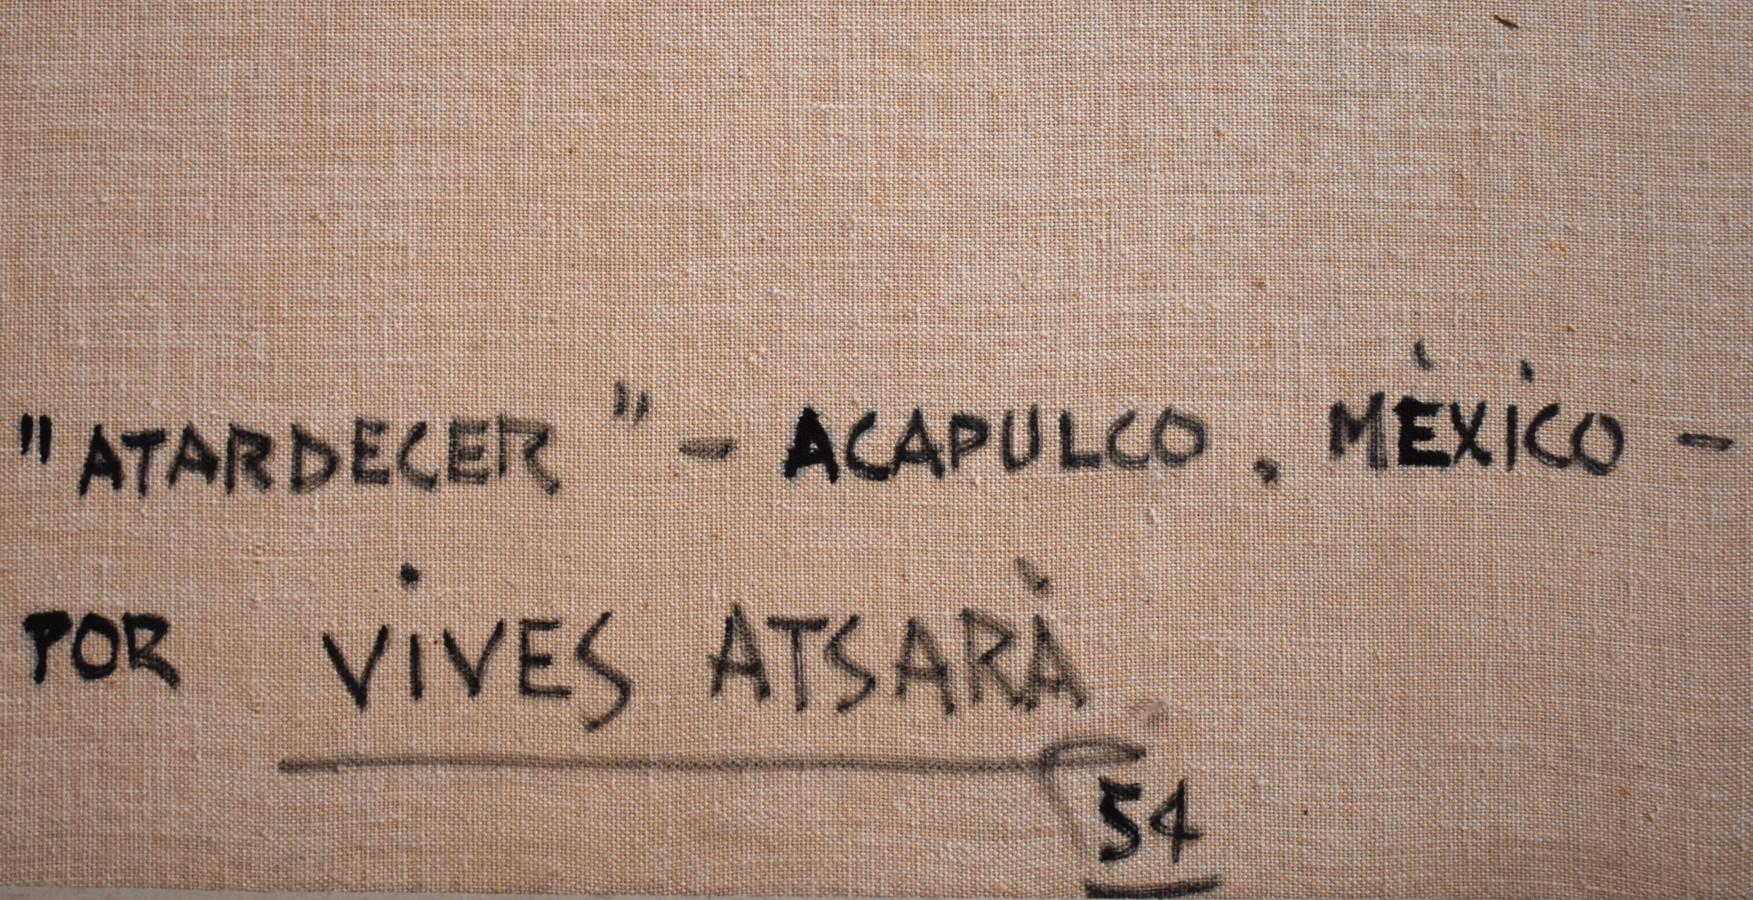 "ATARDECER" - ACAPULCO, MÈXICO -
POR VIVES ATSARÀ
54